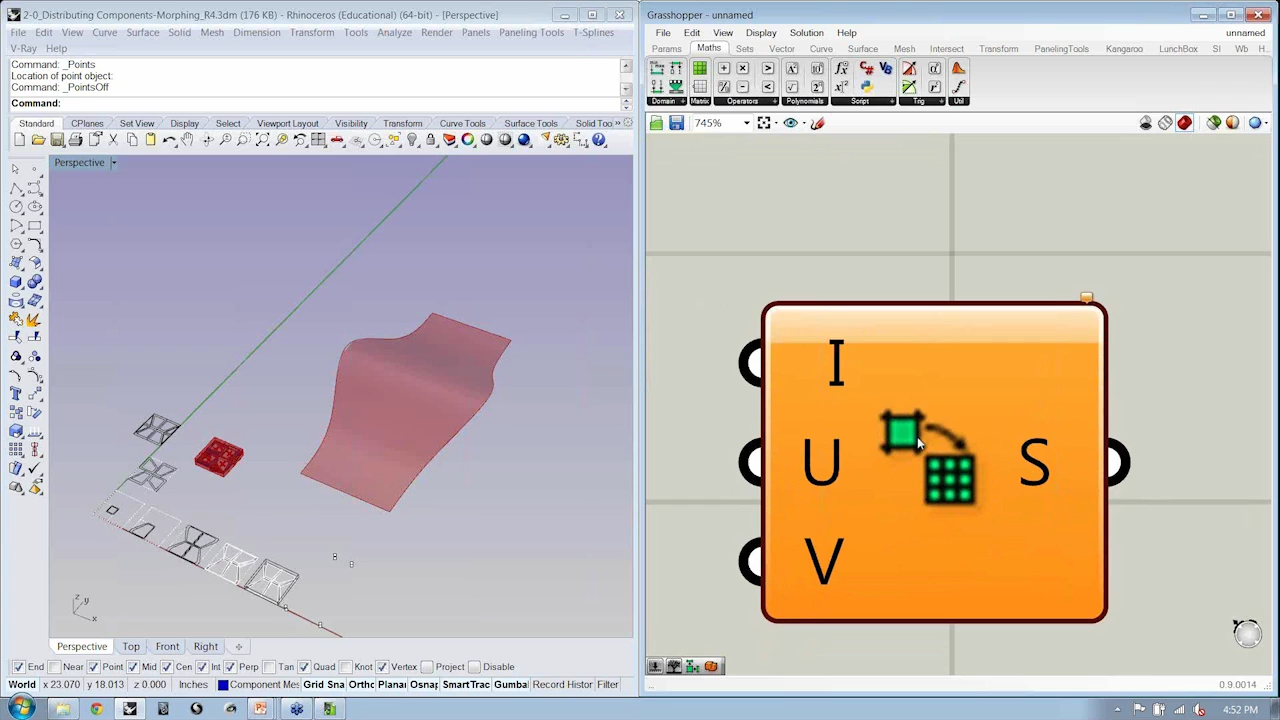 2-0_Distributing Components-Morphing_R4.3dm (176 KB) - Rhinoceros (Educational) (64-bit) - [Perspective]
File Edit View Curve Surface Solid Mesh Dimension Transform Tools Analyze Render Panels Paneling Tools T-Splines
V-Ray Help
Command: _Points
Location of point object:
Command: _PointsOff
Command:
Standard CPlanes Set View Display Select Viewport Layout Visibility Transform Curve Tools Surface Tools Solid Too
Perspective
z y
x
Perspective Top Front Right
End Near Point Mid Cen Int Perp Tan Quad Knot Vertex Project Disable
World x 23.070 y 18.013 z 0.000 Inches Component Mes Grid Sna Ortho Planar Osnap SmartTrac Gumbal Record Histor Filter
Grasshopper - unnamed
File Edit View Display Solution Help unnamed
Params Maths Sets Vector Curve Surface Mesh Intersect Transform PanelingTools Kangaroo LunchBox SI Wb H...
Domain Matrix Operators Polynomials Script Trig Util
745%
I
U S
V
...
0.9.0014
4:52 PM